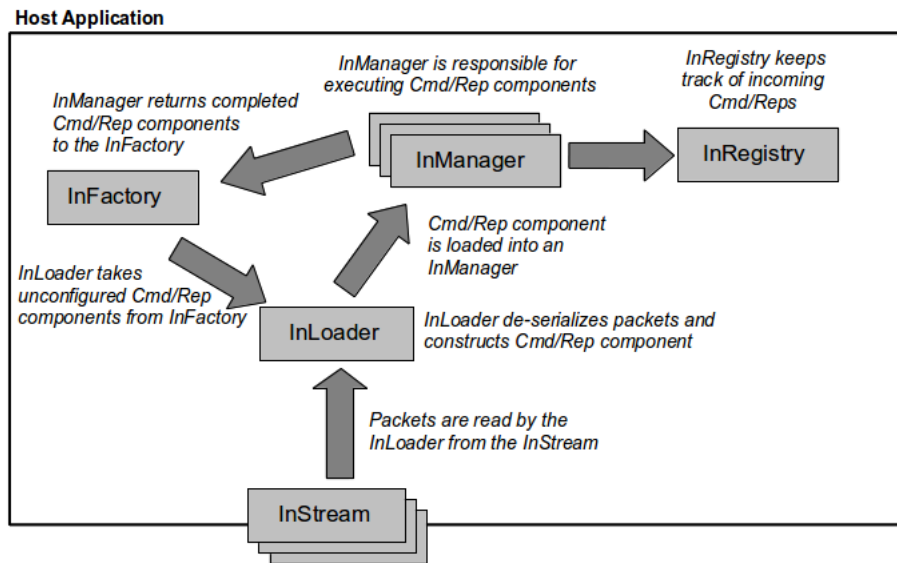 Host Application
InManager is responsible for
executing Cmd/Rep components
InRegistry keeps
track of incoming
Cmd/Reps
InManager returns completed
Cmd/Rep components
to the InFactory
InManager
InRegistry
InFactory
Cmd/Rep component
is loaded into an
InManager
InLoader takes
unconfigured Cmd/Rep
components from InFactory
InLoader
InLoader de-serializes packets and
constructs Cmd/Rep component
Packets are read by the
InLoader from the InStream
InStream